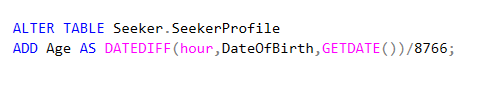 ALTER TABLE Seeker.SeekerProfile
ADD Age AS DATEDIFF(hour,DateOfBirth,GETDATE())/8766;